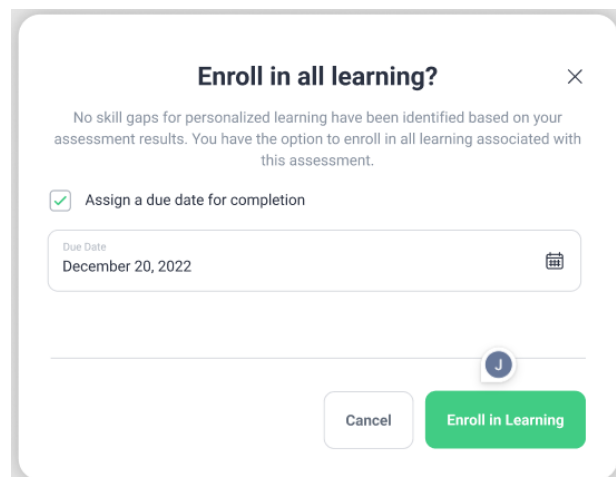 Enroll in all learning?
No skill gaps for personalized learning have been identified based on your
assessment results. You have the option to enroll in all learning associated with
this assessment.
Assign a due date for completion
Due Date
December 20, 2022
J
Cancel
Enroll in Learning